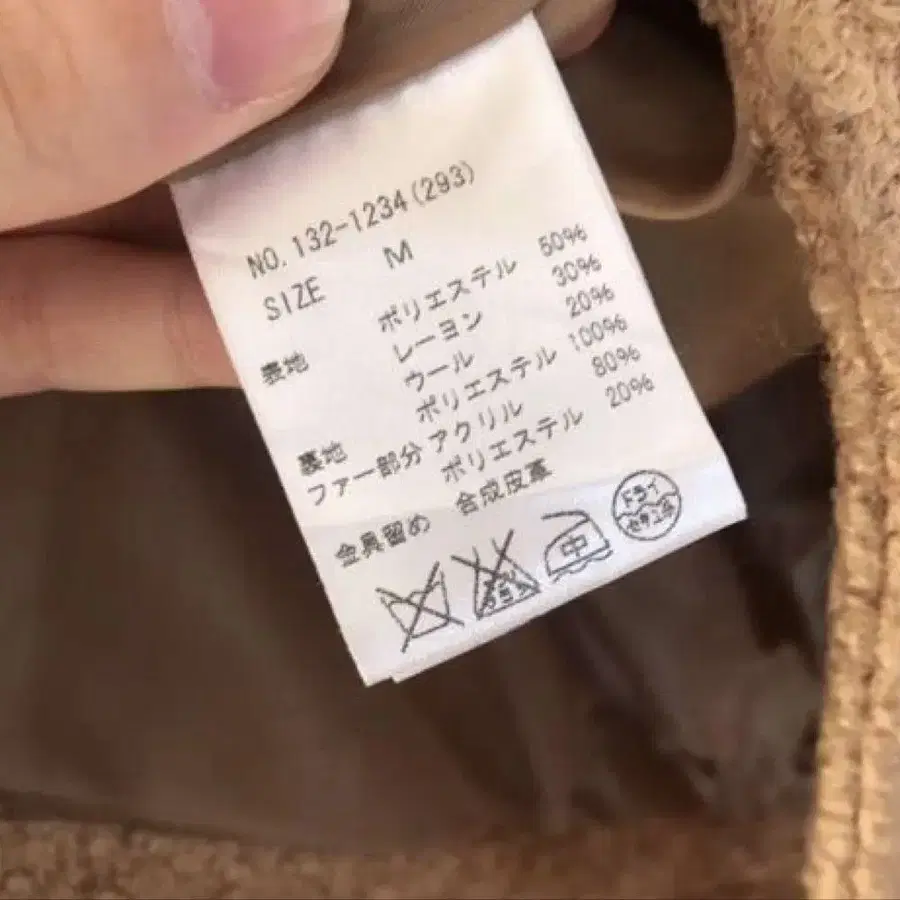 NO. 132-1234(293)
SIZE M
表地 ポリエステル 50%
レーヨン 30%
ウール 20%
裏地 ポリエステル 100%
ファー部分 アクリル 80%
ポリエステル 20%
金具留め 合成皮革
中
ドライ
セキユ系